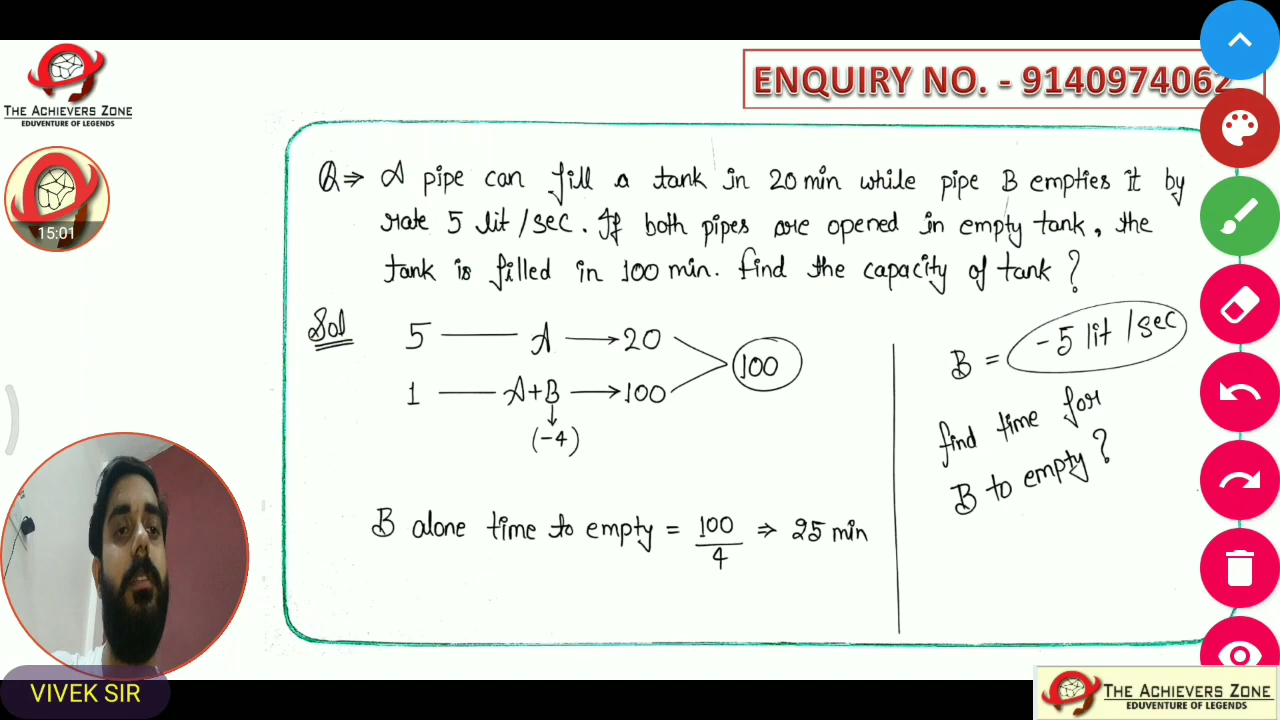 THE ACHIEVERS ZONE
EDUVENTURE OF LEGENDS
ENQUIRY NO. - 9140974062
15:01
Q⇒ A pipe can fill a tank in 20 min while pipe B empties it by
rate 5 lit/sec. If both pipes are opened in empty tank, the
tank is filled in 100 min. find the capacity of tank?
Sol
5 — A → 20
100
1 — A+B → 100
(-4)
B alone time to empty = 100/4 ⇒ 25 min
B = -5 lit/sec
find time for
B to empty?
VIVEK SIR
THE ACHIEVERS ZONE
EDUVENTURE OF LEGENDS